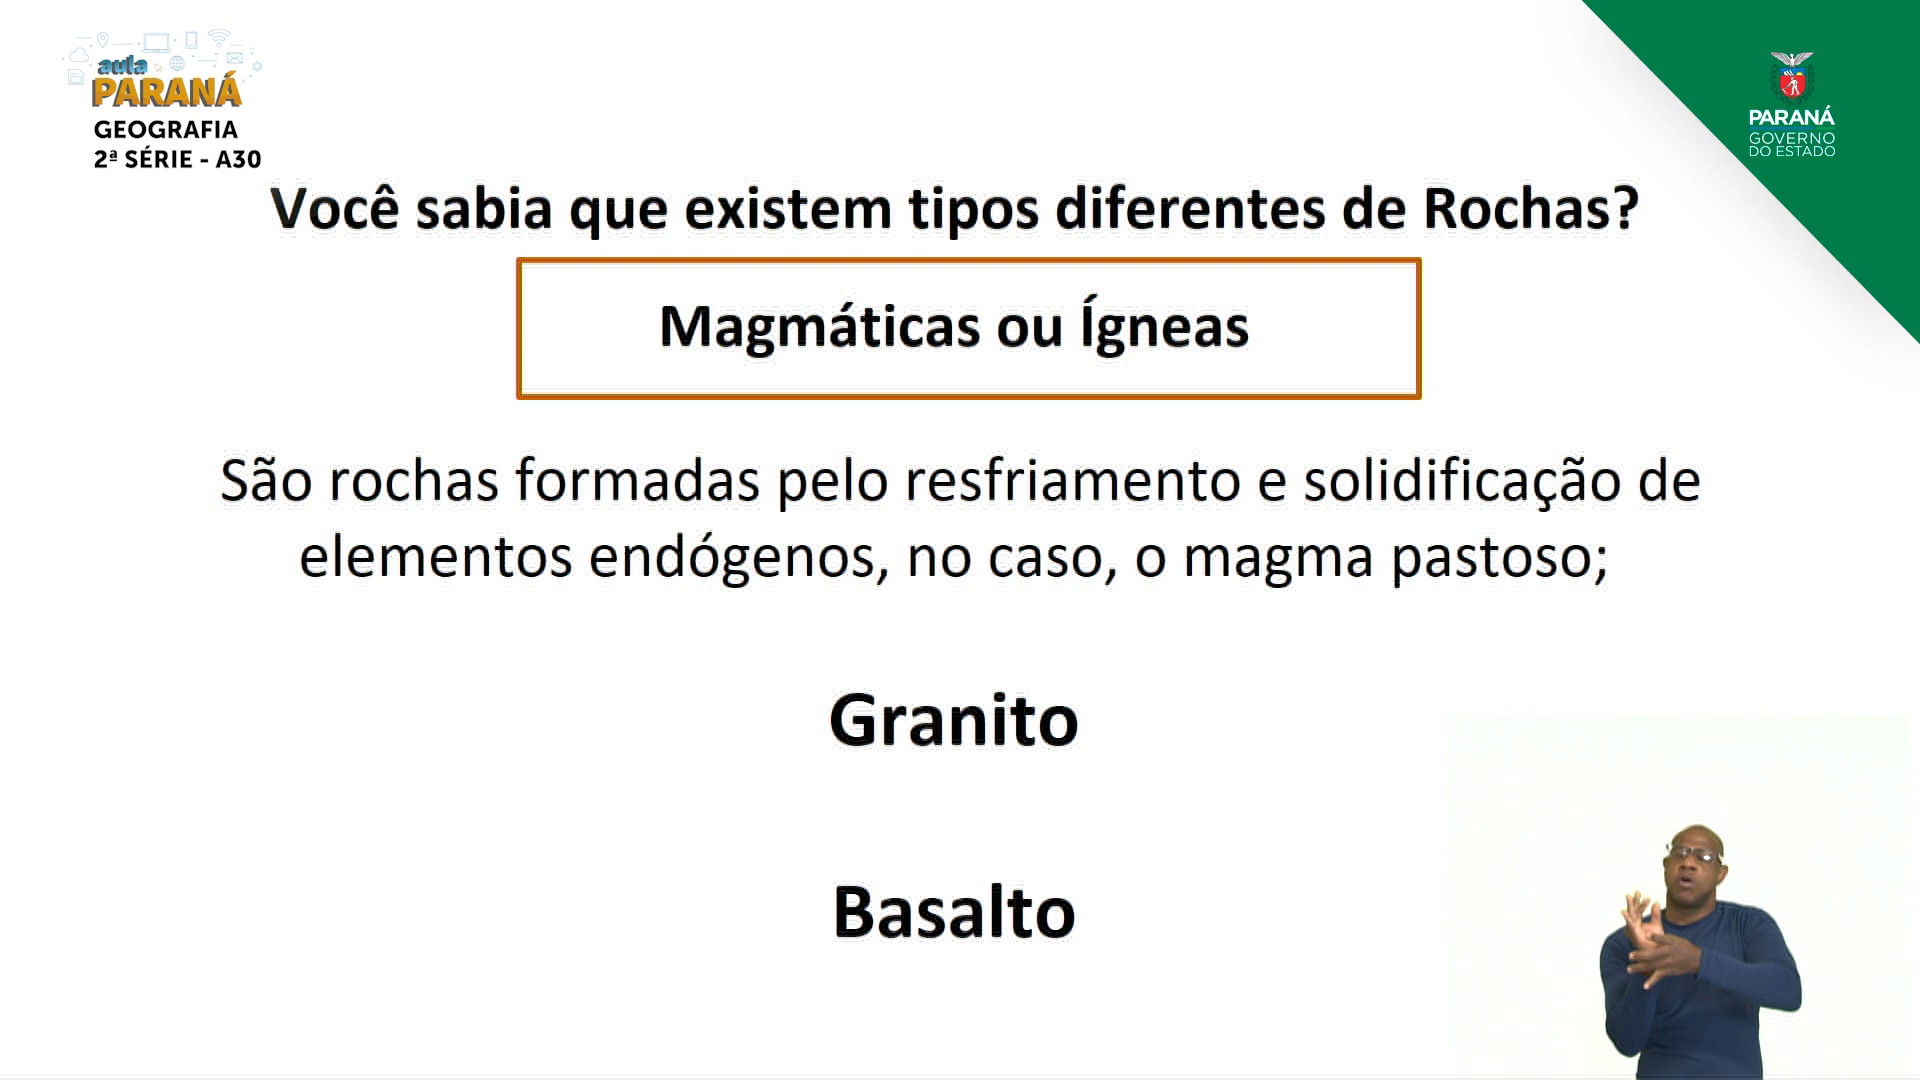 aula
PARANÁ
GEOGRAFIA
2ª SÉRIE - A30
PARANÁ
GOVERNO
DO ESTADO
Você sabia que existem tipos diferentes de Rochas?
Magmáticas ou Ígneas
São rochas formadas pelo resfriamento e solidificação de
elementos endógenos, no caso, o magma pastoso;
Granito
Basalto